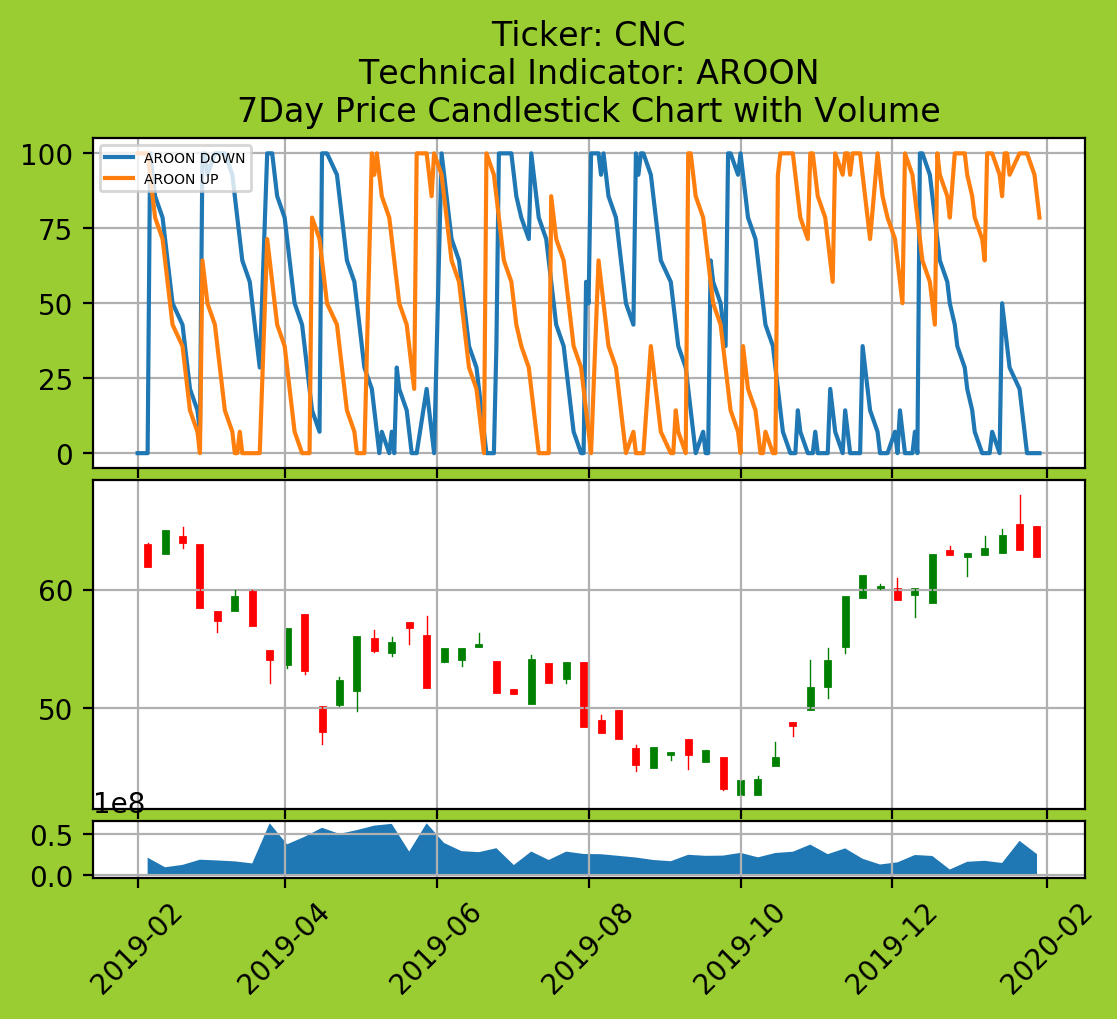 Ticker: CNC
Technical Indicator: AROON
7Day Price Candlestick Chart with Volume
100
75
50
25
0
AROON DOWN
AROON UP
60
50
1e8
0.5
0.0
2019-02
2019-04
2019-06
2019-08
2019-10
2019-12
2020-02